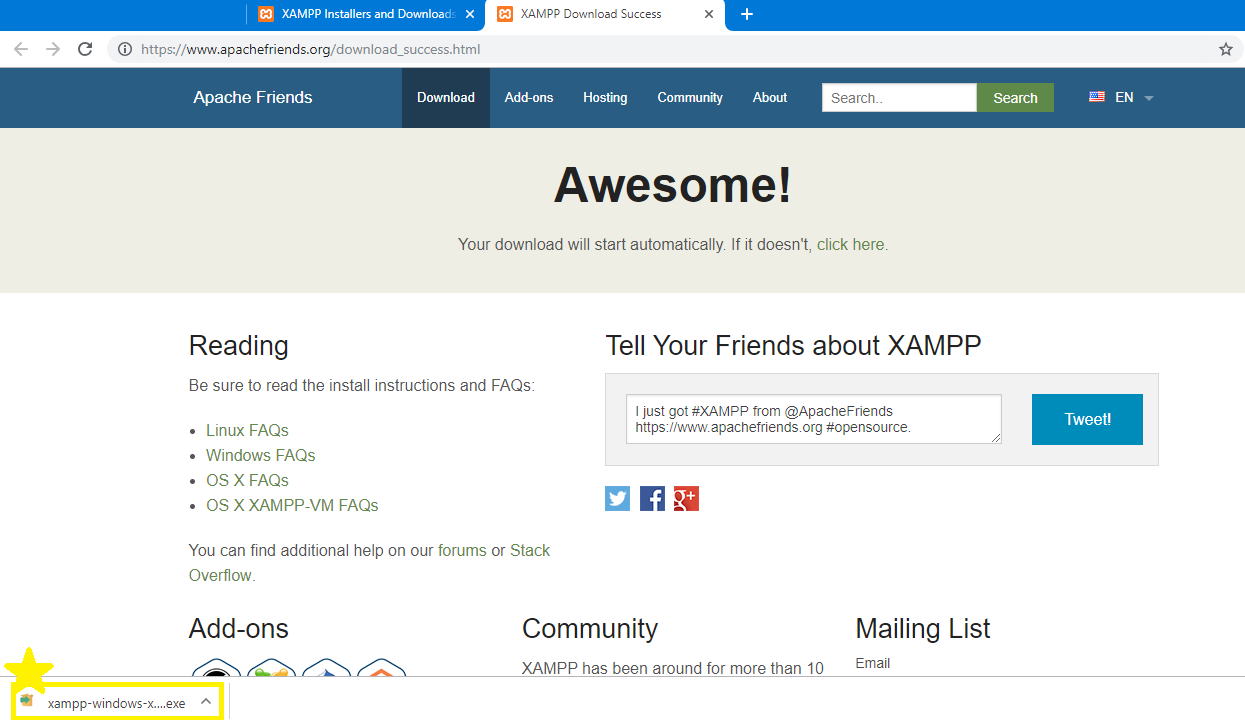 XAMPP Installers and Downloads
XAMPP Download Success
https://www.apachefriends.org/download_success.html
Apache Friends
Download
Add-ons
Hosting
Community
About
Search..
Search
EN
Awesome!
Your download will start automatically. If it doesn't, click here.
Reading
Be sure to read the install instructions and FAQs:
Linux FAQs
Windows FAQs
OS X FAQs
OS X XAMPP-VM FAQs
You can find additional help on our forums or Stack
Overflow.
Tell Your Friends about XAMPP
I just got #XAMPP from @ApacheFriends
https://www.apachefriends.org #opensource.
Tweet!
Add-ons
Community
XAMPP has been around for more than 10
Mailing List
Email
xampp-windows-x....exe